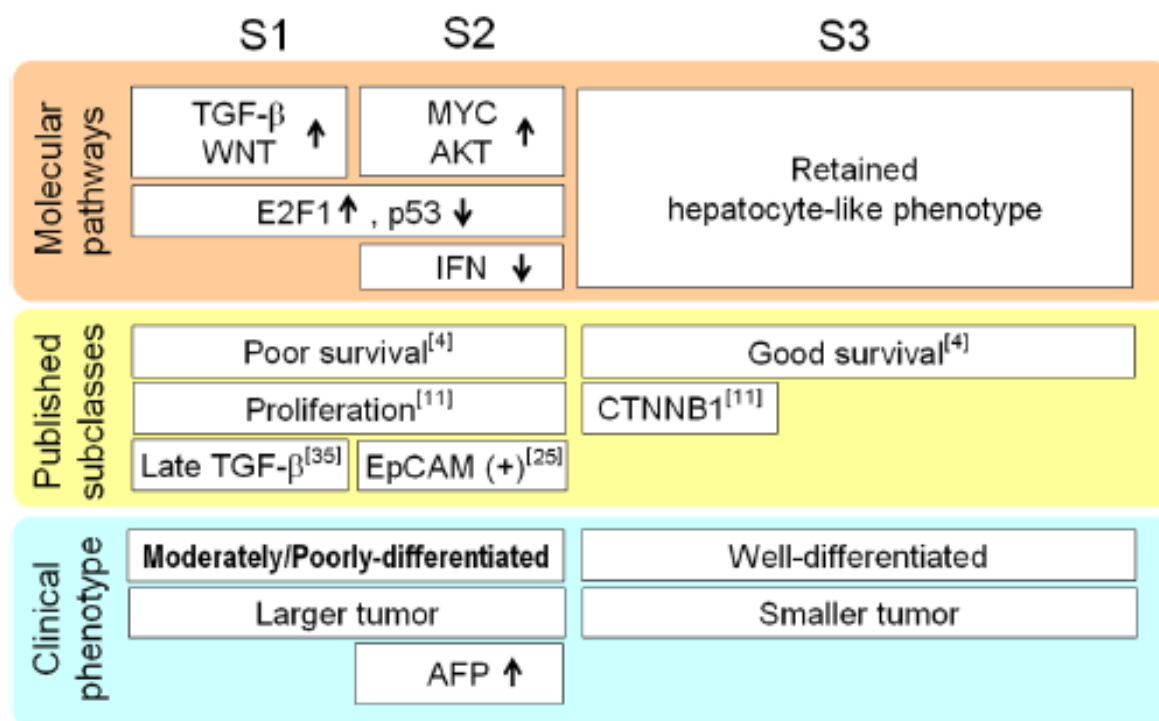 S1 S2 S3
Molecular
pathways
TGF-β
WNT ↑
MYC
AKT ↑
E2F1↑ , p53 ↓
IFN ↓
Retained
hepatocyte-like phenotype
Published
subclasses
Poor survival[4]
Good survival[4]
Proliferation[11]
CTNNB1[11]
Late TGF-β[35]
EpCAM (+)[25]
Clinical
phenotype
Moderately/Poorly-differentiated
Well-differentiated
Larger tumor
Smaller tumor
AFP ↑